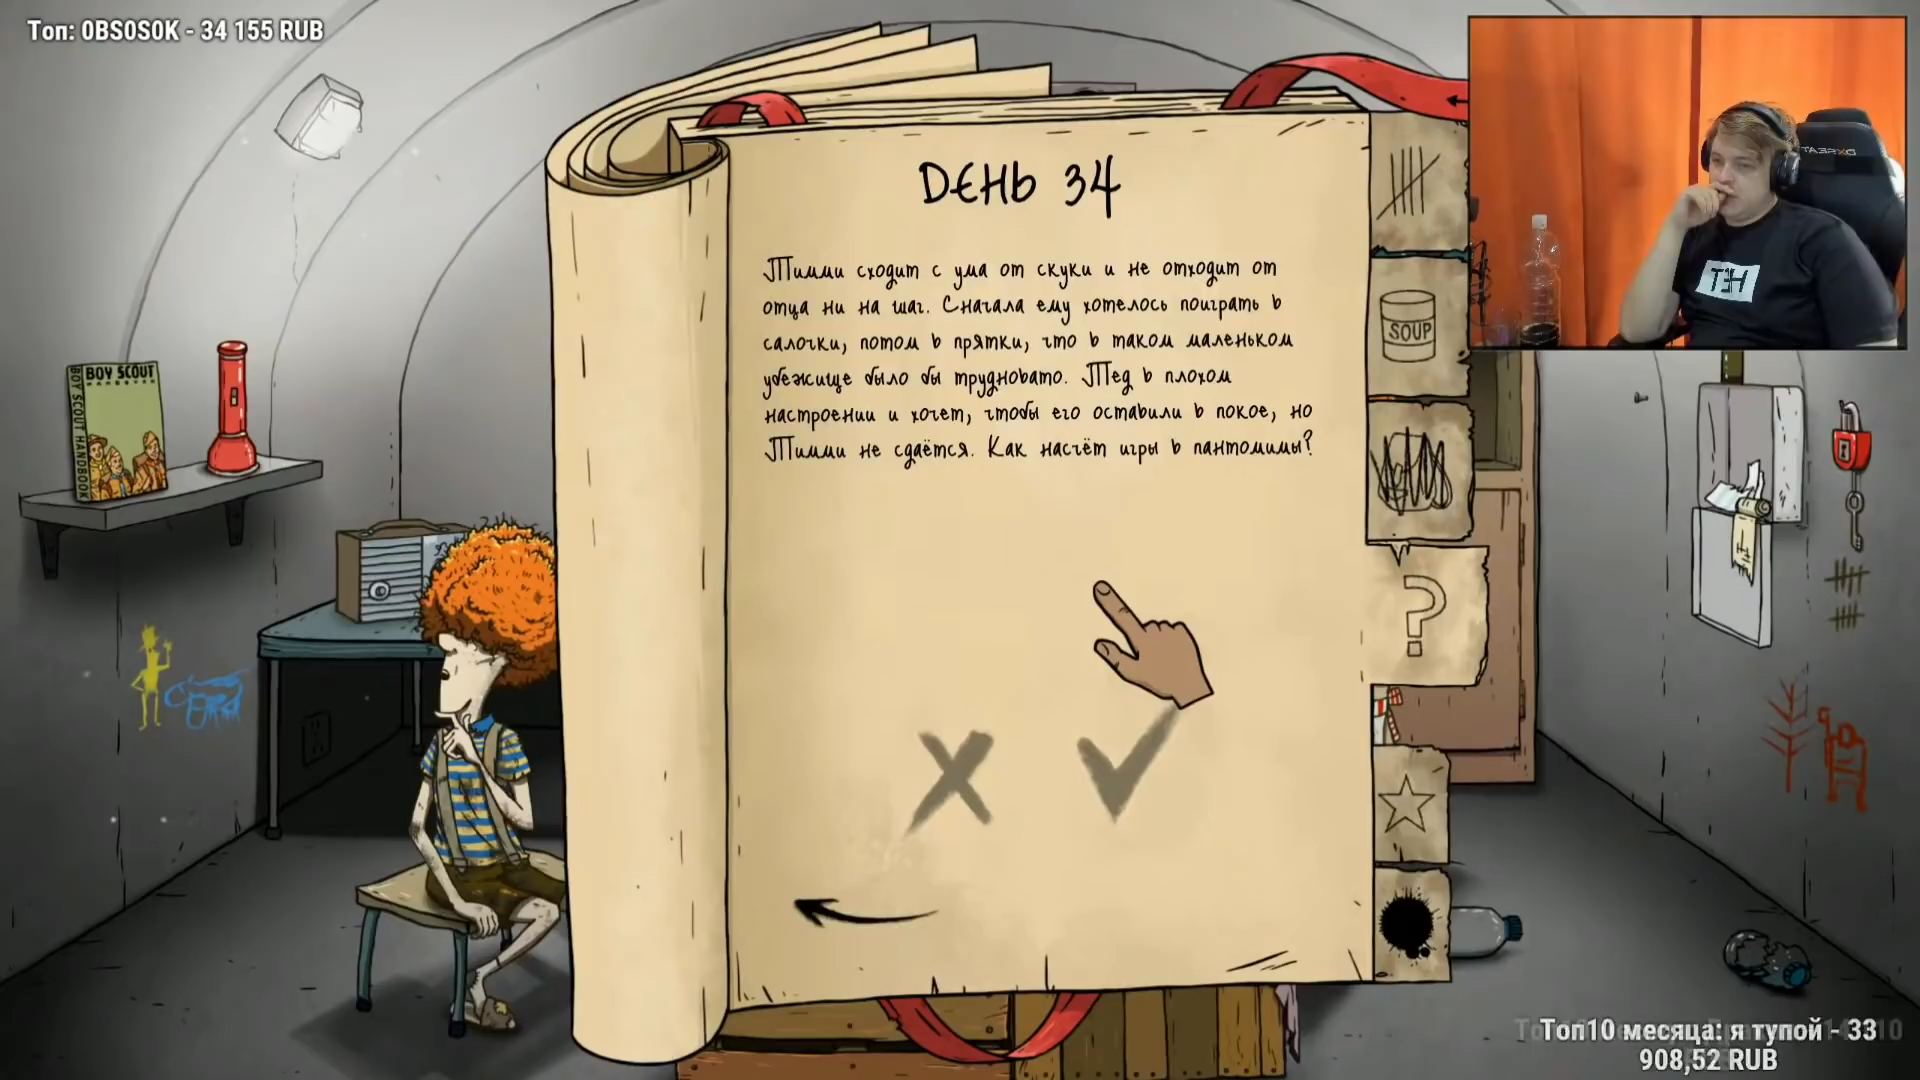 Топ: 0BS0S0K - 34 155 RUB
ДЕНЬ 34
Тимми сходит с ума от скуки и не отходит от
отца ни на шаг. Сначала ему хотелось поиграть в
салочки, потом в прятки, что в таком маленьком
убежище было бы трудновато. Тед в плохом
настроении и хочет, чтобы его оставили в покое, но
Тимми не сдаётся. Как насчёт игры в пантомимы?
SOUP
?
BOY SCOUT
HANDBOOK
BOY SCOUT HANDBOOK
DXRACER
НЕТ
Топ10 месяца: я тупой - 33
908,52 RUB